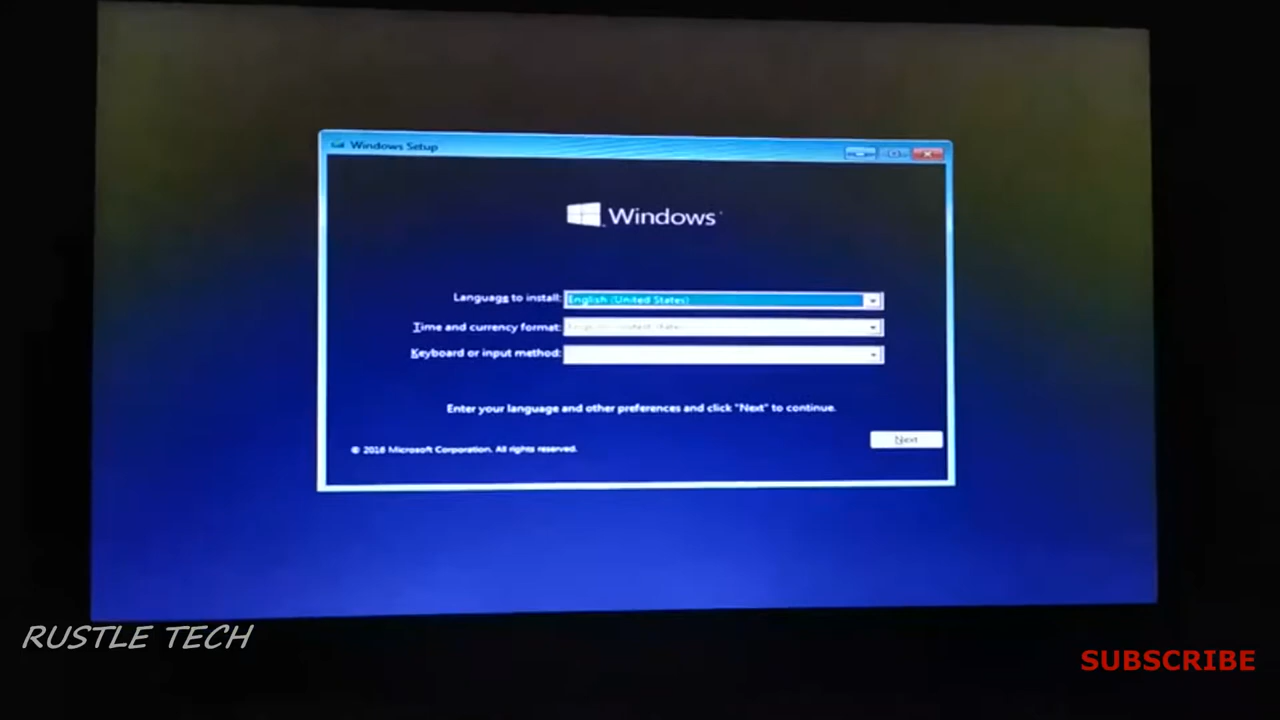 Windows Setup
Windows
Language to install: English (United States)
Time and currency format:
Keyboard or input method:
Enter your language and other preferences and click "Next" to continue.
Next
© 2016 Microsoft Corporation. All rights reserved.
RUSTLE TECH
SUBSCRIBE